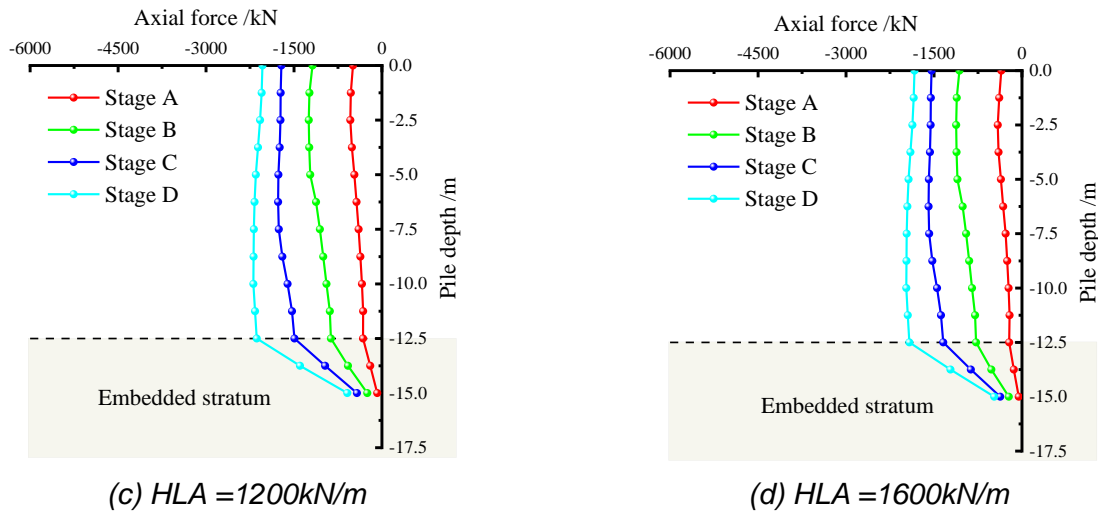 Axial force /kN
-6000 -4500 -3000 -1500 0
0.0
-2.5
-5.0
-7.5
-10.0
-12.5
-15.0
-17.5
Pile depth /m
Stage A
Stage B
Stage C
Stage D
Embedded stratum
(c) HLA =1200kN/m
Axial force /kN
-6000 -4500 -3000 -1500 0
0.0
-2.5
-5.0
-7.5
-10.0
-12.5
-15.0
-17.5
Pile depth /m
Stage A
Stage B
Stage C
Stage D
Embedded stratum
(d) HLA =1600kN/m